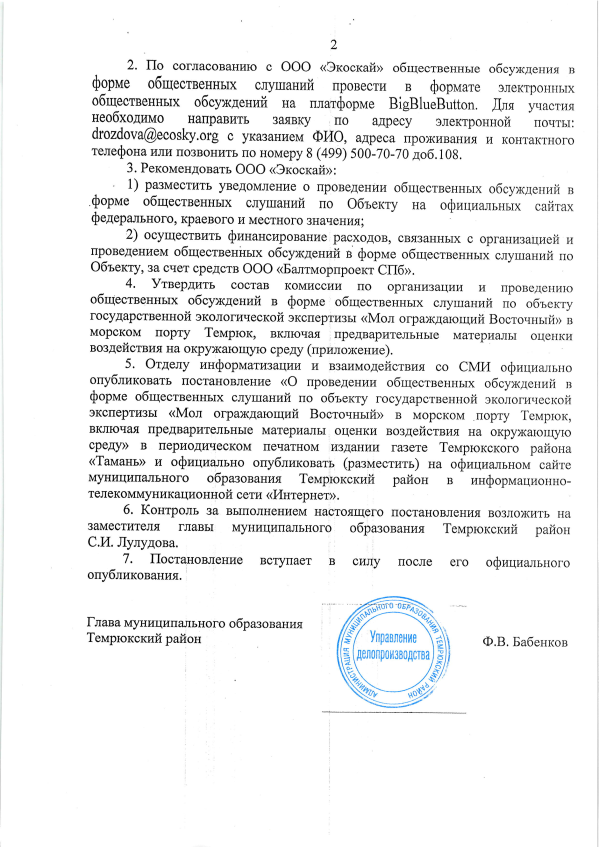 2
2. По согласованию с ООО «Экоскай» общественные обсуждения в
форме общественных слушаний провести в формате электронных
общественных обсуждений на платформе BigBlueButton. Для участия
необходимо направить заявку по адресу электронной почты:
drozdova@ecosky.org с указанием ФИО, адреса проживания и контактного
телефона или позвонить по номеру 8 (499) 500-70-70 доб.108.
3. Рекомендовать ООО «Экоскай»:
1) разместить уведомление о проведении общественных обсуждений в
форме общественных слушаний по Объекту на официальных сайтах
федерального, краевого и местного значения;
2) осуществить финансирование расходов, связанных с организацией и
проведением общественных обсуждений в форме общественных слушаний по
Объекту, за счет средств ООО «Балтморпроект СПб».
4. Утвердить состав комиссии по организации и проведению
общественных обсуждений в форме общественных слушаний по объекту
государственной экологической экспертизы «Мол ограждающий Восточный» в
морском порту Темрюк, включая предварительные материалы оценки
воздействия на окружающую среду (приложение).
5. Отделу информатизации и взаимодействия со СМИ официально
опубликовать постановление «О проведении общественных обсуждений в
форме общественных слушаний по объекту государственной экологической
экспертизы «Мол ограждающий Восточный» в морском порту Темрюк,
включая предварительные материалы оценки воздействия на окружающую
среду» в периодическом печатном издании газете Темрюкского района
«Тамань» и официально опубликовать (разместить) на официальном сайте
муниципального образования Темрюкский район в информационно-
телекоммуникационной сети «Интернет».
6. Контроль за выполнением настоящего постановления возложить на
заместителя главы муниципального образования Темрюкский район
С.И. Лулудова.
7. Постановление вступает в силу после его официального
опубликования.
Глава муниципального образования
Темрюкский район
Ф.В. Бабенков
АДМИНИСТРАЦИЯ МУНИЦИПАЛЬНОГО ОБРАЗОВАНИЯ ТЕМРЮКСКИЙ РАЙОН
Управление
делопроизводства